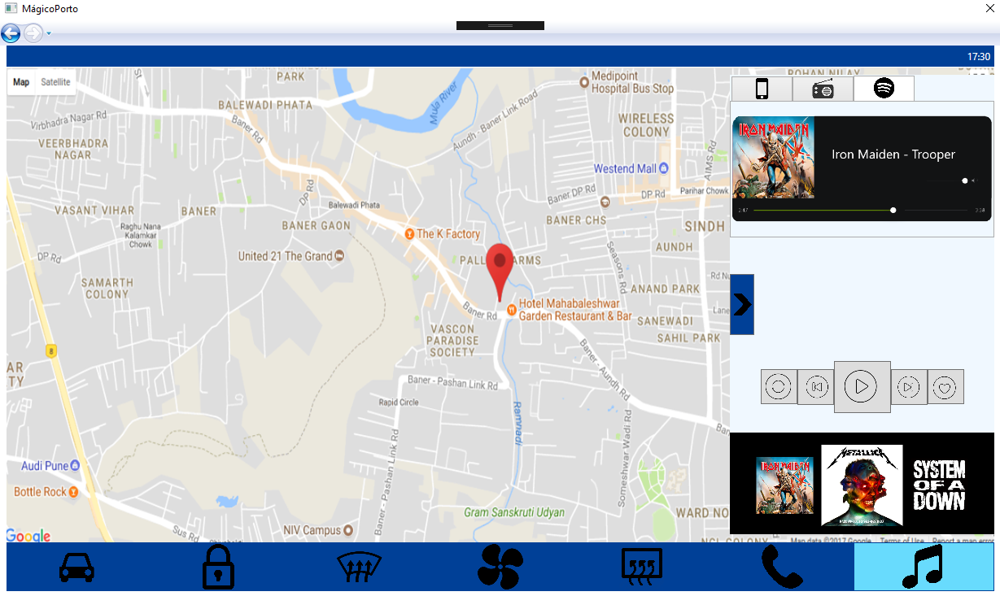 MágicoPorto
17:30
Map
Satellite
PARK
Mula River
Medipoint
Hospital Bus Stop
ROHAN NILAY
BALEWADI PHATA
Virbhadra Nagar Rd
Baner Rd
Aundh - Baner Link Road
WIRELESS
COLONY
VEERBHADRA
NAGAR
AIMS Rd
Westend Mall
DP Rd
Baner DP Rd
DP Rd
Parihar Chowk
Balewadi Phata
VASANT VIHAR
BANER
BANER GAON
BANER CHS
SINDH
Raghu Nana
Kalamkar
Chowk
The K Factory
AUNDH
DP Rd
United 21 The Grand
Seasons Rd
SAMARTH
COLONY
ANAND PARK
Baner Rd
Hotel Mahabaleshwar
Garden Restaurant & Bar
Lane
SANEWADI
VASCON
PARADISE
SOCIETY
SAHIL PARK
8
AR
TY
Baner - Aundh Rd
Baner - Pashan Link Rd
Rapid Circle
Ramnadi
Ban
Someshwar Wadi Rd
Baner - Pashan Link Rd
Audi Pune
Bottle Rock
Gram Sanskruti Udyan
WARD NO
NIV Campus
Sus Rd
Google
NCL COLONY
Map data ©2017 Google
Terms of Use
Report a map error
IRON MAIDEN
Iron Maiden - Trooper
2:47
3:58
IRON MAIDEN
METALLICA
SYSTEM
OF A
DOWN